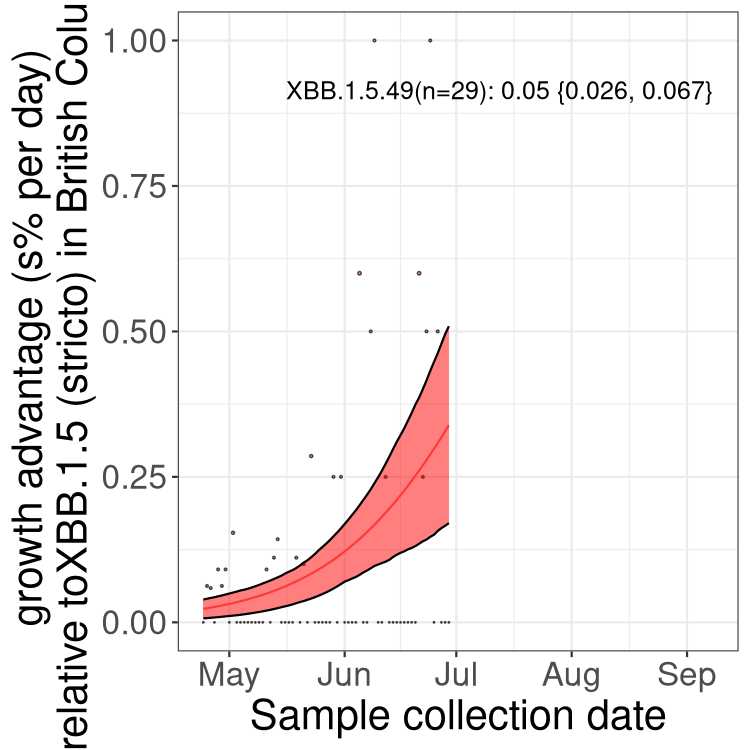 growth advantage (s% per day)
relative toXBB.1.5 (stricto) in British Colu
1.00
0.75
0.50
0.25
0.00
XBB.1.5.49(n=29): 0.05 {0.026, 0.067}
May Jun Jul Aug Sep
Sample collection date